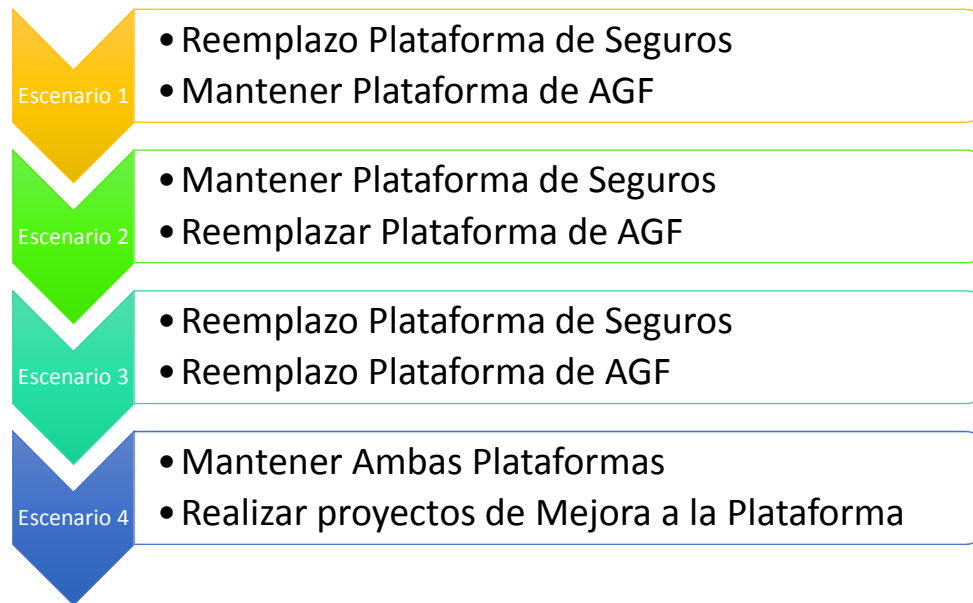 Escenario 1
• Reemplazo Plataforma de Seguros
• Mantener Plataforma de AGF
Escenario 2
• Mantener Plataforma de Seguros
• Reemplazar Plataforma de AGF
Escenario 3
• Reemplazo Plataforma de Seguros
• Reemplazo Plataforma de AGF
Escenario 4
• Mantener Ambas Plataformas
• Realizar proyectos de Mejora a la Plataforma